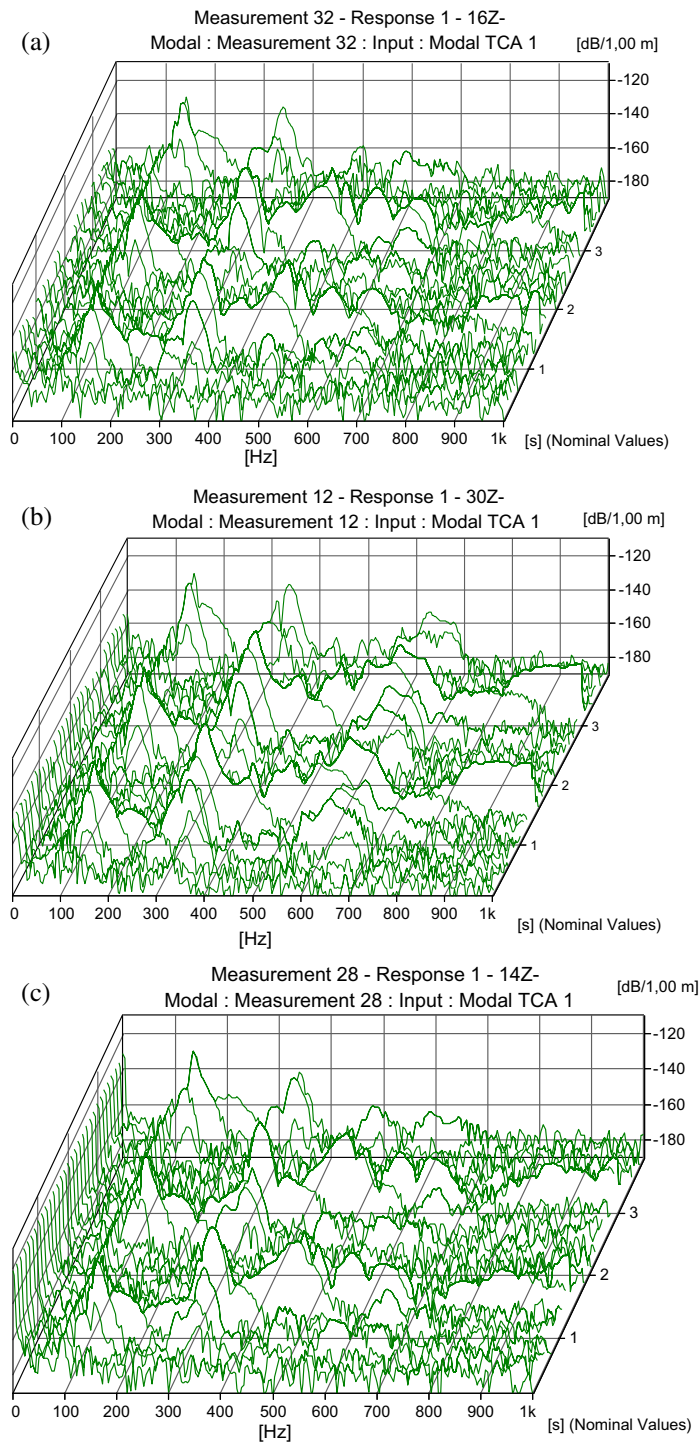 (a)
Measurement 32 - Response 1 - 16Z-
Modal : Measurement 32 : Input : Modal TCA 1
[dB/1,00 m]
-120
-140
-160
-180
3
2
1
0 100 200 300 400 500 600 700 800 900 1k
[s] (Nominal Values)
[Hz]
(b)
Measurement 12 - Response 1 - 30Z-
Modal : Measurement 12 : Input : Modal TCA 1
[dB/1,00 m]
-120
-140
-160
-180
3
2
1
0 100 200 300 400 500 600 700 800 900 1k
[s] (Nominal Values)
[Hz]
(c)
Measurement 28 - Response 1 - 14Z-
Modal : Measurement 28 : Input : Modal TCA 1
[dB/1,00 m]
-120
-140
-160
-180
3
2
1
0 100 200 300 400 500 600 700 800 900 1k
[Hz]
[s] (Nominal Values)